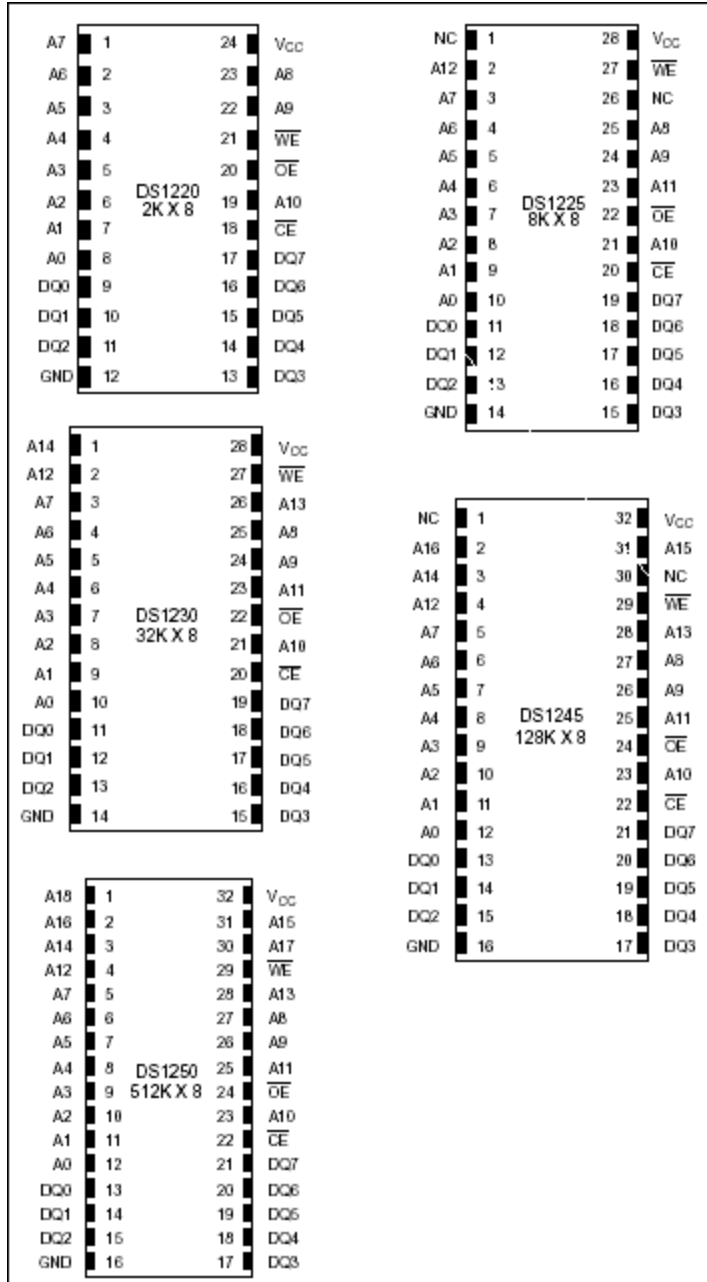 A7 1 24 VCC
A6 2 23 A8
A5 3 22 A9
A4 4 21 WE
A3 5 20 OE
DS1220
2K X 8
A2 6 19 A10
A1 7 18 CE
A0 8 17 DQ7
DQ0 9 16 DQ6
DQ1 10 15 DQ5
DQ2 11 14 DQ4
GND 12 13 DQ3
NC 1 28 VCC
A12 2 27 WE
A7 3 26 NC
A6 4 25 A8
A5 5 24 A9
A4 6 23 A11
DS1225
8K X 8
A3 7 22 OE
A2 8 21 A10
A1 9 20 CE
A0 10 19 DQ7
DQ0 11 18 DQ6
DQ1 12 17 DQ5
DQ2 13 16 DQ4
GND 14 15 DQ3
A14 1 28 VCC
A12 2 27 WE
A7 3 26 A13
A6 4 25 A8
A5 5 24 A9
A4 6 23 A11
A3 7 DS1230 22 OE
32K X 8
A2 8 21 A10
A1 9 20 CE
A0 10 19 DQ7
DQ0 11 18 DQ6
DQ1 12 17 DQ5
DQ2 13 16 DQ4
GND 14 15 DQ3
NC 1 32 VCC
A16 2 31 A15
A14 3 30 NC
A12 4 29 WE
A7 5 28 A13
A6 6 27 A8
A5 7 26 A9
A4 8 DS1245 25 A11
128K X 8
A3 9 24 OE
A2 10 23 A10
A1 11 22 CE
A0 12 21 DQ7
DQ0 13 20 DQ6
DQ1 14 19 DQ5
DQ2 15 18 DQ4
GND 16 17 DQ3
A18 1 32 VCC
A16 2 31 A15
A14 3 30 A17
A12 4 29 WE
A7 5 28 A13
A6 6 27 A8
A5 7 26 A9
A4 8 DS1250 25 A11
A3 9 512K X 8 24 OE
A2 10 23 A10
A1 11 22 CE
A0 12 21 DQ7
DQ0 13 20 DQ6
DQ1 14 19 DQ5
DQ2 15 18 DQ4
GND 16 17 DQ3